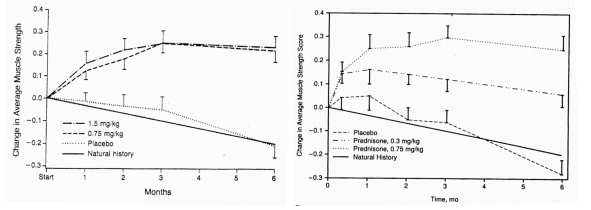 Change in Average Muscle Strength
0.4
0.3
0.2
0.1
0.0
−0.1
−0.2
−0.3
1.5 mg/kg
0.75 mg/kg
Placebo
Natural history
Start
1
2
3
6
Months
Change in Average Muscle Strength Score
0.4
0.3
0.2
0.1
0
−0.1
−0.2
−0.3
Placebo
Prednisone, 0.3 mg/kg
Prednisone, 0.75 mg/kg
Natural History
0
1
2
3
4
5
6
Time, mo